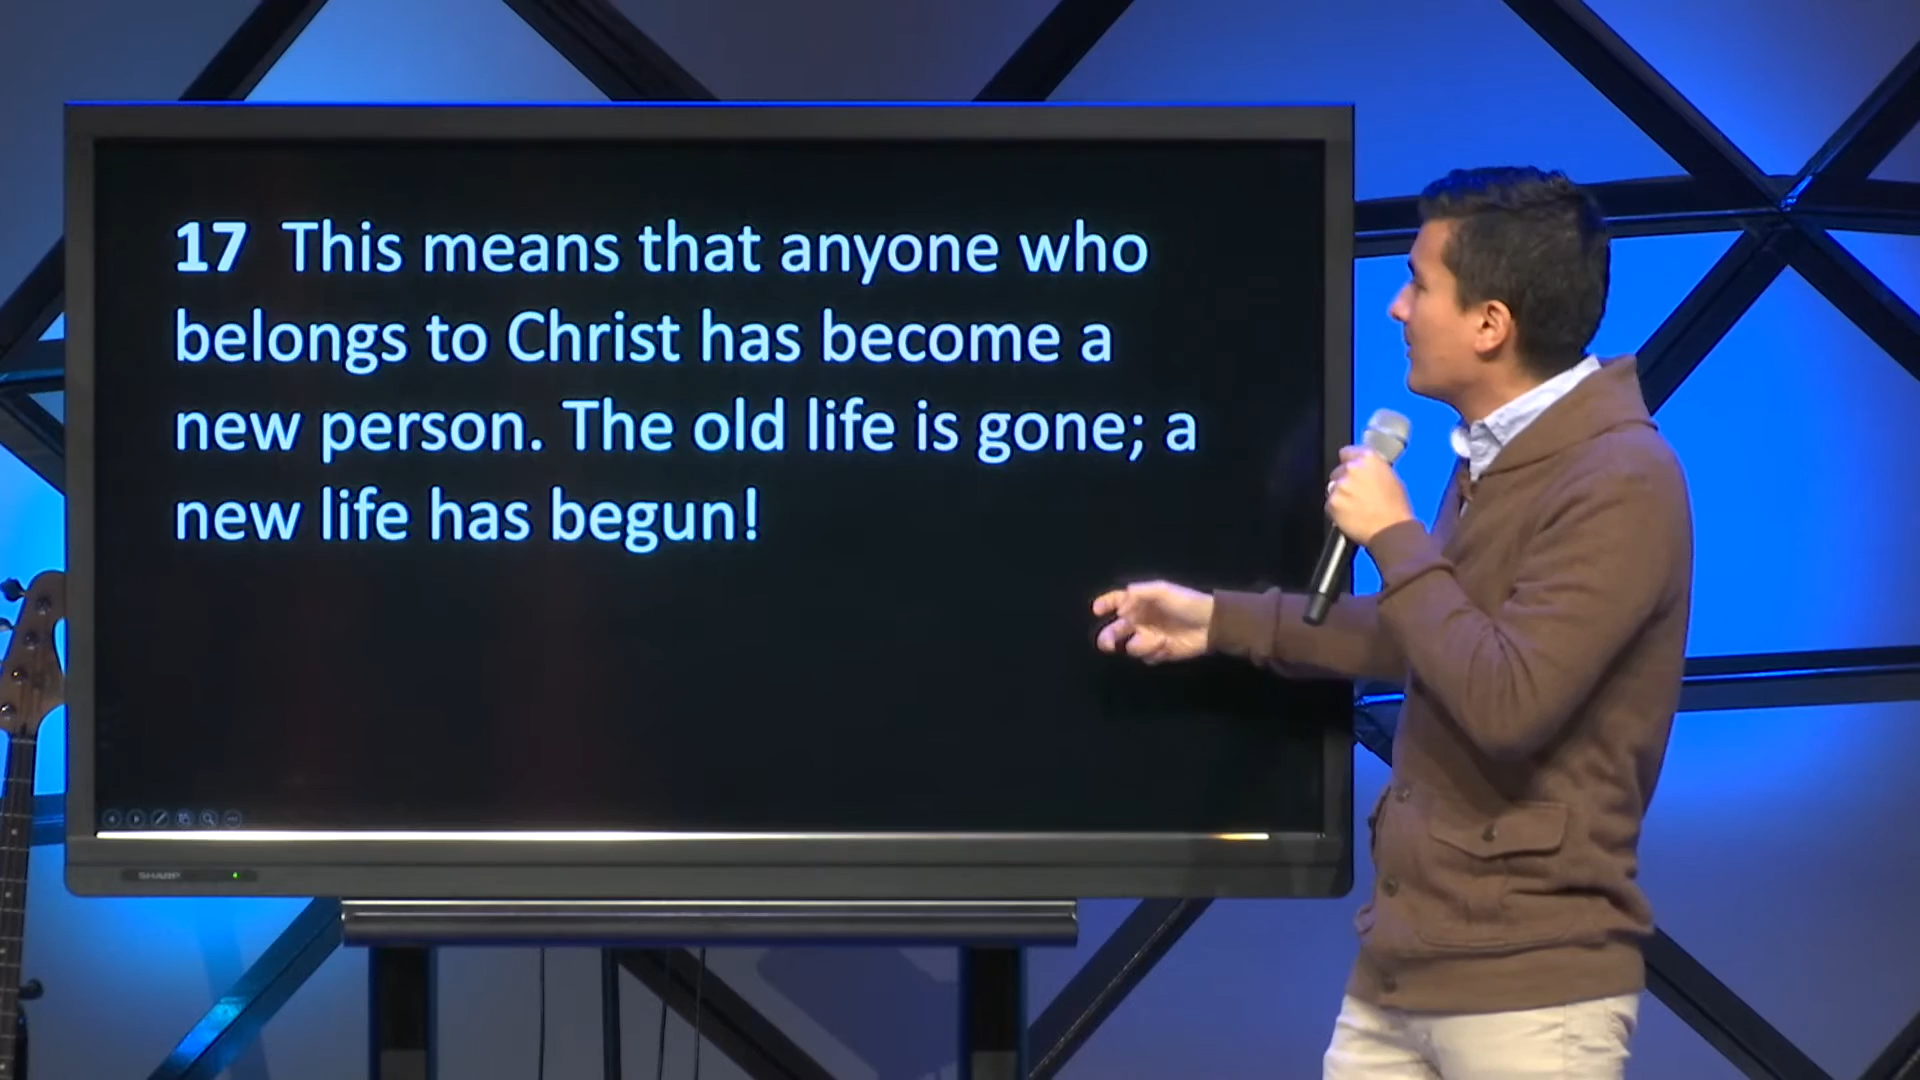 17 This means that anyone who
belongs to Christ has become a
new person. The old life is gone; a
new life has begun!
SHARP